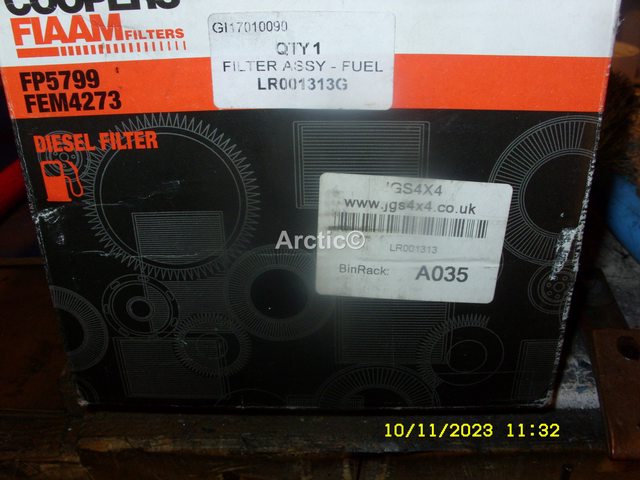 COOPERS
FIAAM FILTERS
FP5799
FEM4273
DIESEL FILTER
GI17010090
QTY 1
FILTER ASSY - FUEL
LR001313G
JGS4X4
www.jgs4x4.co.uk
LR001313
BinRack: A035
Arctic©
10/11/2023 11:32